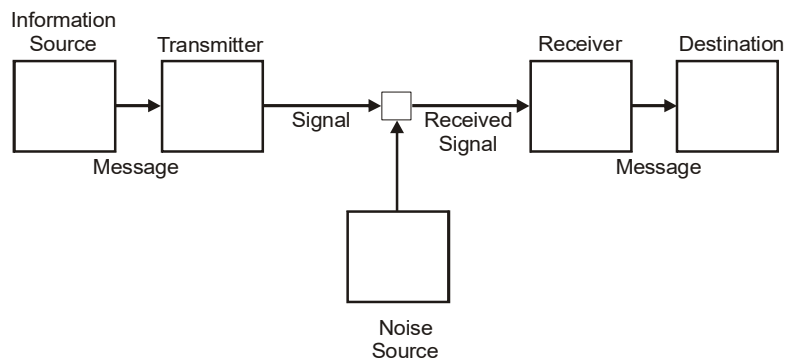 Information
Source
Transmitter
Receiver
Destination
Signal
Received
Signal
Message
Message
Noise
Source